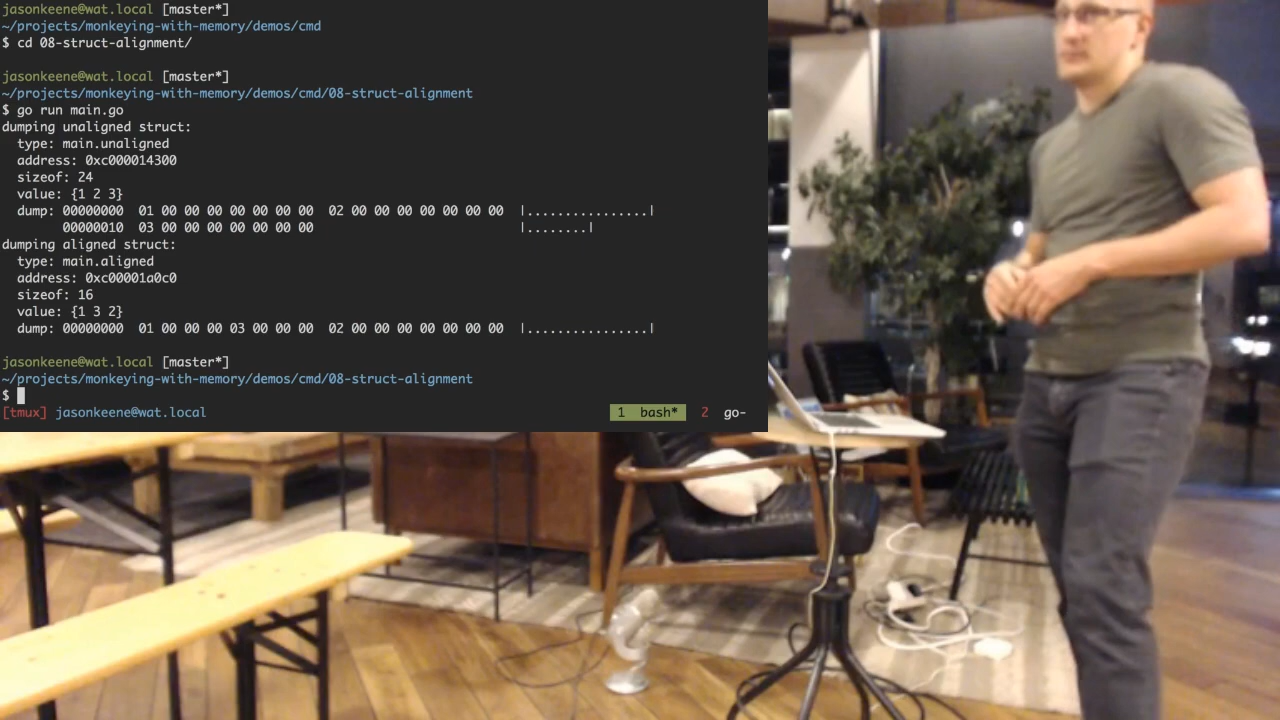 jasonkeene@wat.local [master*]
~/projects/monkeying-with-memory/demos/cmd
$ cd 08-struct-alignment/
jasonkeene@wat.local [master*]
~/projects/monkeying-with-memory/demos/cmd/08-struct-alignment
$ go run main.go
dumping unaligned struct:
type: main.unaligned
address: 0xc000014300
sizeof: 24
value: {1 2 3}
dump: 00000000 01 00 00 00 00 00 00 00 02 00 00 00 00 00 00 00 |................|
00000010 03 00 00 00 00 00 00 00 |........|
dumping aligned struct:
type: main.aligned
address: 0xc00001a0c0
sizeof: 16
value: {1 3 2}
dump: 00000000 01 00 00 00 03 00 00 00 02 00 00 00 00 00 00 00 |................|
jasonkeene@wat.local [master*]
~/projects/monkeying-with-memory/demos/cmd/08-struct-alignment
$
[tmux] jasonkeene@wat.local 1 bash* 2 go-